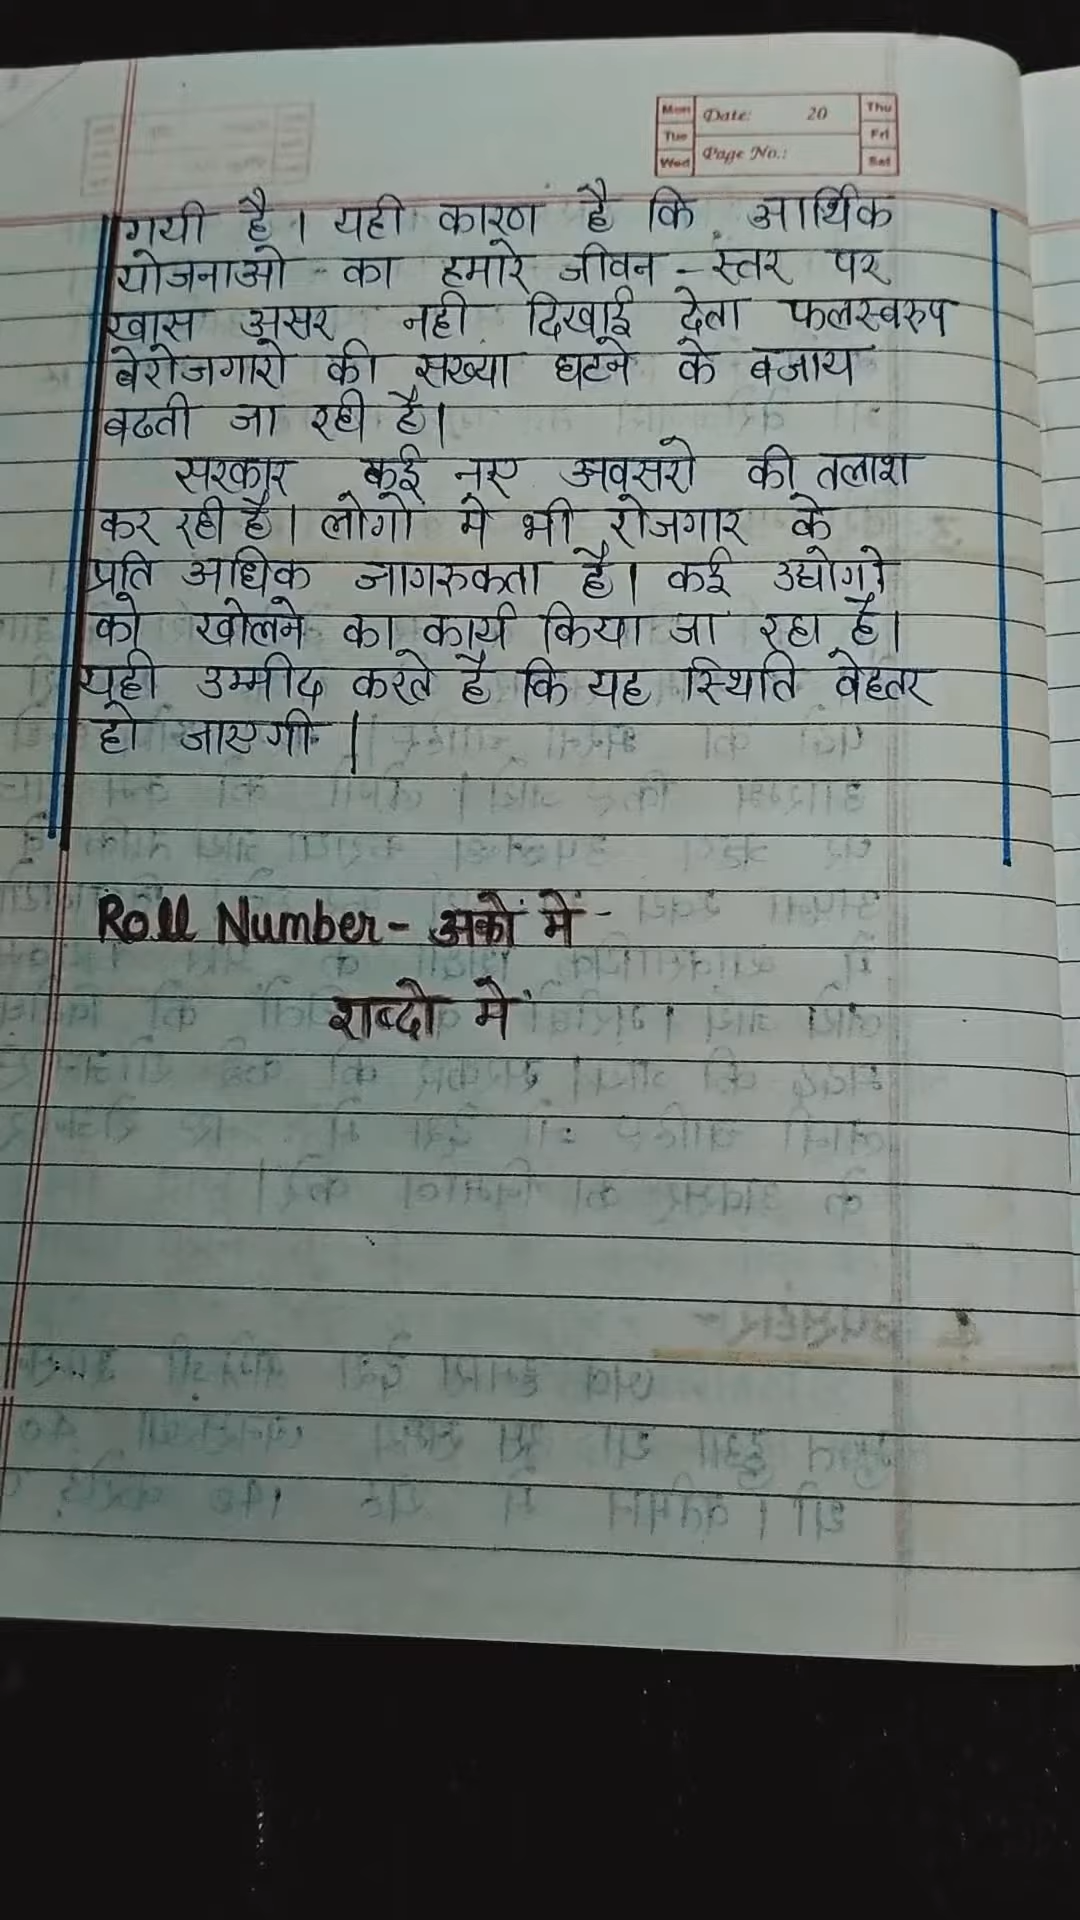 Mon Date: 20 Thu
Tue Fri
Wed Page No.: Sat
गयी है। यही कारण है कि आर्थिक
योजनाओ का हमारे जीवन-स्तर पर
खास असर नही दिखाई देता फलस्वरुप
बेरोजगारो की सख्या घटने के बजाय
बढती जा रही है।
सरकार कई नए अवसरो की तलाश
कर रही है। लोगो मे भी रोजगार के
प्रति अधिक जागरुकता है। कई उद्योगो
को खोलने का कार्य किया जा रहा है।
यही उम्मीद करते है कि यह स्थिति बेहतर
हो जाएगी।
Roll Number- अकों में -
शब्दो में